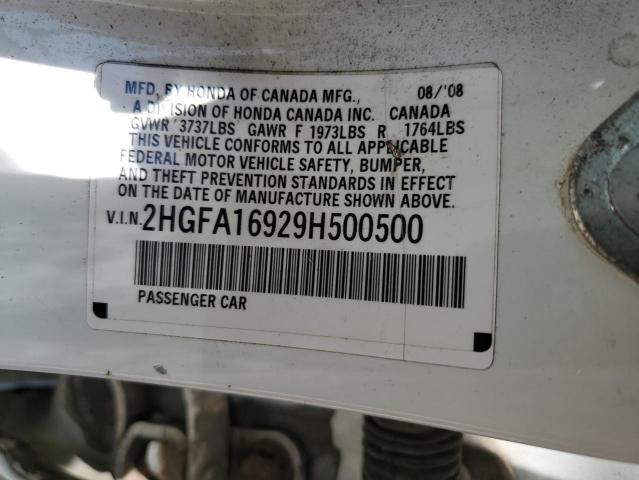 MFD. BY HONDA OF CANADA MFG., 08/'08
A DIVISION OF HONDA CANADA INC. CANADA
GVWR 3737LBS GAWR F 1973LBS R 1764LBS
THIS VEHICLE CONFORMS TO ALL APPLICABLE
FEDERAL MOTOR VEHICLE SAFETY, BUMPER,
AND THEFT PREVENTION STANDARDS IN EFFECT
ON THE DATE OF MANUFACTURE SHOWN ABOVE.
V.I.N. 2HGFA16929H500500
PASSENGER CAR